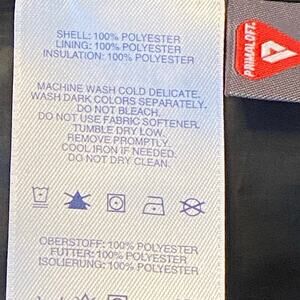 SHELL: 100% POLYESTER
LINING: 100% POLYESTER
INSULATION: 100% POLYESTER
MACHINE WASH COLD DELICATE.
WASH DARK COLORS SEPARATELY.
DO NOT BLEACH.
DO NOT USE FABRIC SOFTENER.
TUMBLE DRY LOW.
REMOVE PROMPTLY.
COOL IRON IF NEEDED.
DO NOT DRY CLEAN.
OBERSTOFF: 100% POLYESTER
FUTTER: 100% POLYESTER
ISOLIERUNG: 100% POLYESTER
PRIMALOFT.